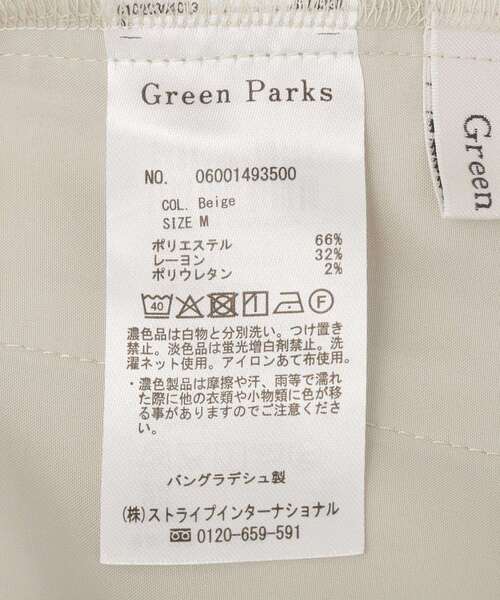 Green Parks
NO. 06001493500
COL. Beige
SIZE M
ポリエステル 66%
レーヨン 32%
ポリウレタン 2%
40 F
濃色品は白物と分別洗い。つけ置き
禁止。淡色品は蛍光増白剤禁止。洗
濯ネット使用。アイロンあて布使用。
・濃色製品は摩擦や汗、雨等で濡れ
た際に他の衣類や小物類に色が移
る事がありますのでご注意くださ
い。
バングラデシュ製
(株)ストライプインターナショナル
0120-659-591
Green